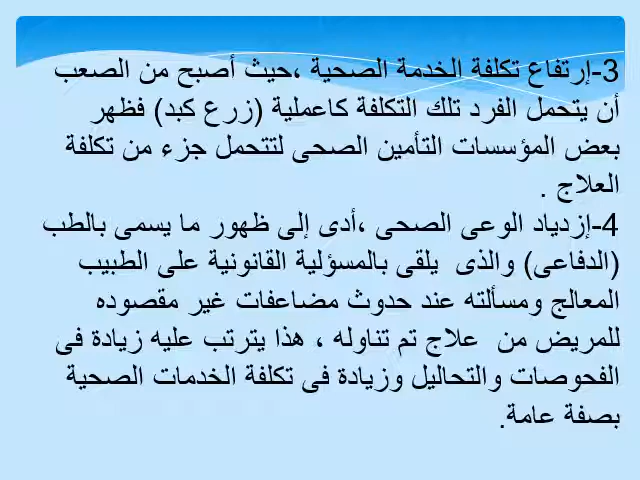 3-إرتفاع تكلفة الخدمة الصحية ،حيث أصبح من الصعب
أن يتحمل الفرد تلك التكلفة كاعملية (زرع كبد) فظهر
بعض المؤسسات التأمين الصحى لتتحمل جزء من تكلفة
العلاج .
4-إزدياد الوعى الصحى ،أدى إلى ظهور ما يسمى بالطب
(الدفاعى) والذى يلقى بالمسؤلية القانونية على الطبيب
المعالج ومسألته عند حدوث مضاعفات غير مقصوده
للمريض من علاج تم تناوله ، هذا يترتب عليه زيادة فى
الفحوصات والتحاليل وزيادة فى تكلفة الخدمات الصحية
بصفة عامة.